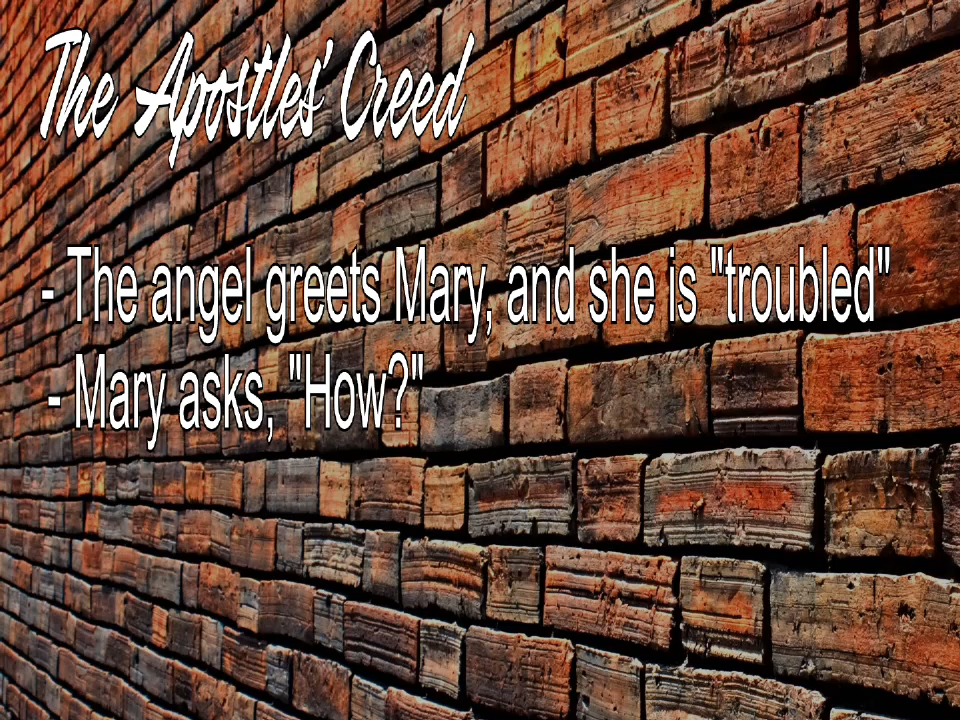 The Apostles' Creed
- The angel greets Mary, and she is "troubled"
- Mary asks, "How?"